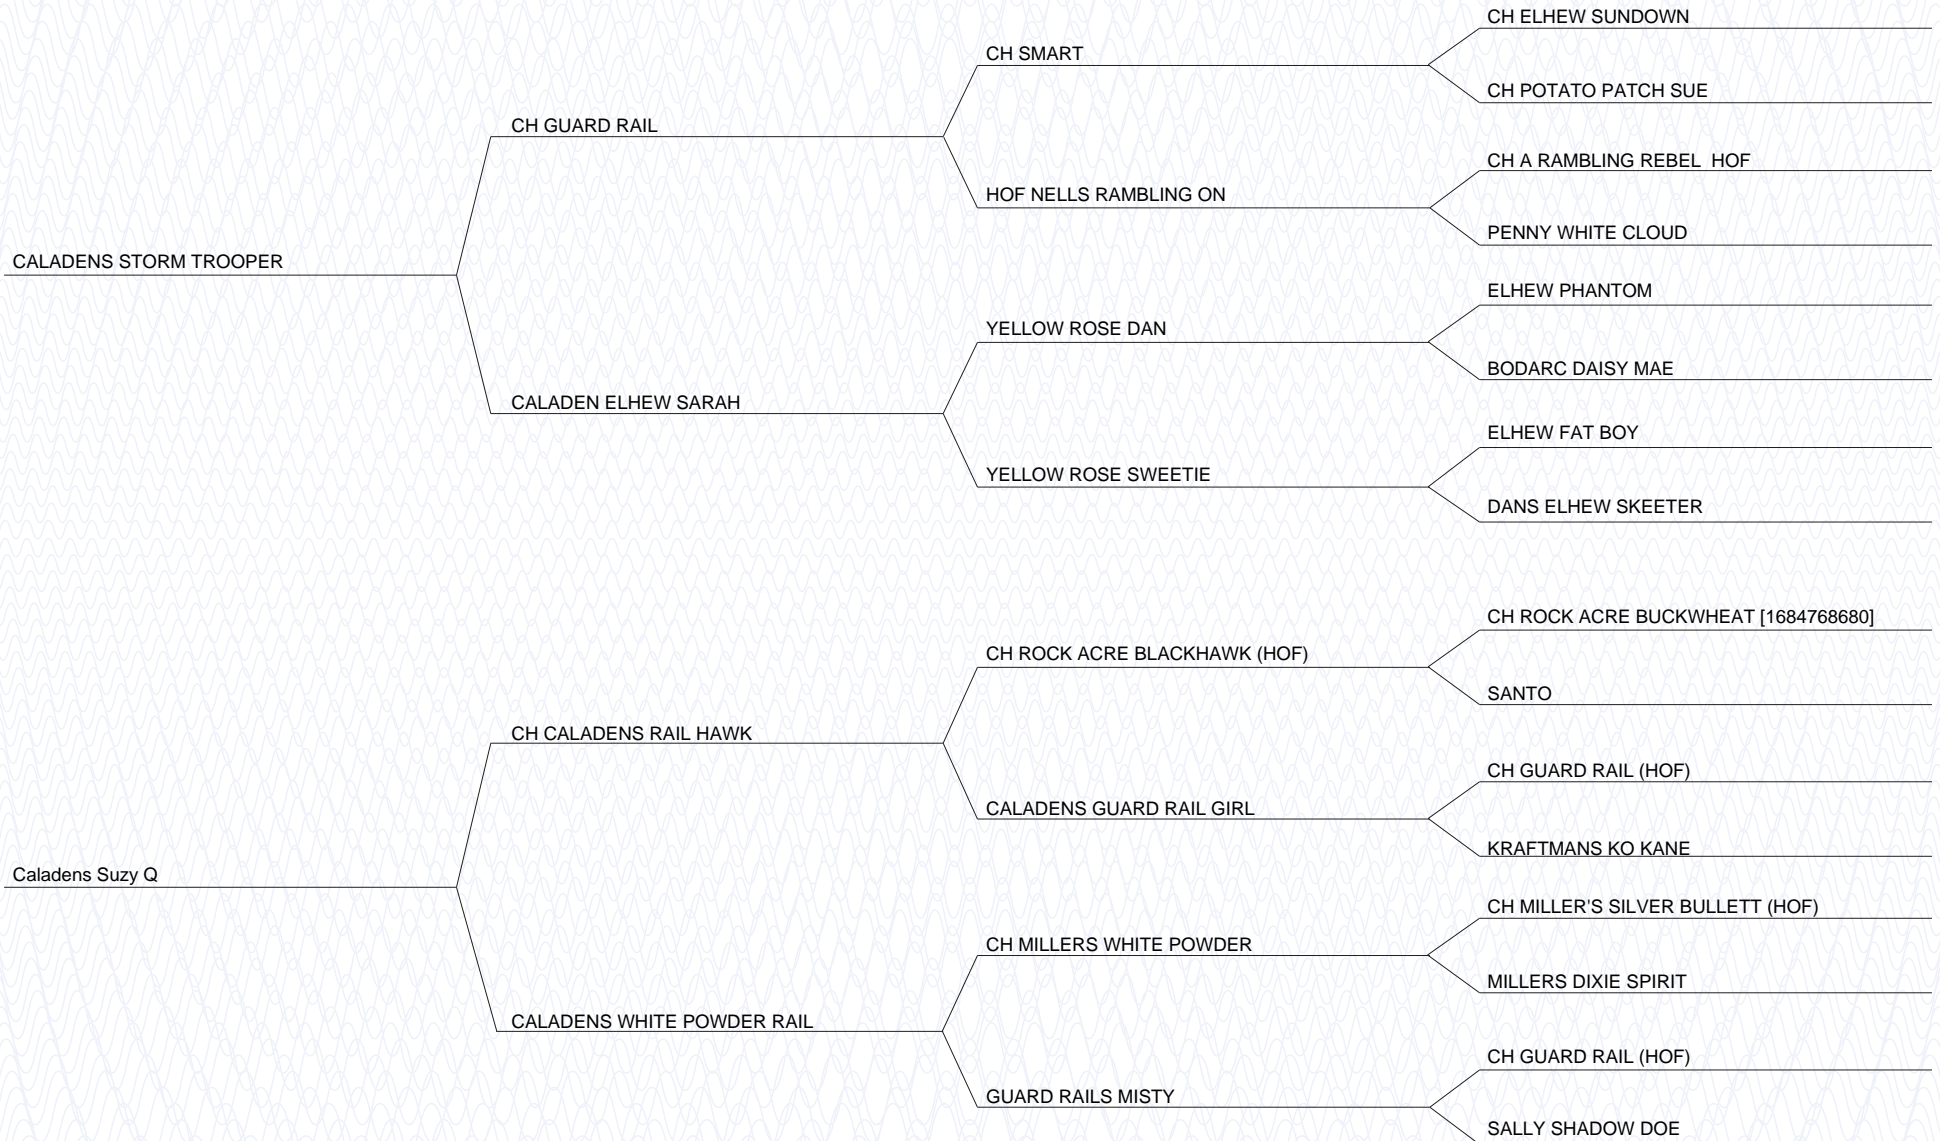 CH ELHEW SUNDOWN
CH SMART
CH POTATO PATCH SUE
CH GUARD RAIL
CH A RAMBLING REBEL  HOF
HOF NELLS RAMBLING ON
PENNY WHITE CLOUD
CALADENS STORM TROOPER
ELHEW PHANTOM
YELLOW ROSE DAN
BODARC DAISY MAE
CALADEN ELHEW SARAH
ELHEW FAT BOY
YELLOW ROSE SWEETIE
DANS ELHEW SKEETER
CH ROCK ACRE BUCKWHEAT [1684768680]
CH ROCK ACRE BLACKHAWK (HOF)
SANTO
CH CALADENS RAIL HAWK
CH GUARD RAIL (HOF)
CALADENS GUARD RAIL GIRL
KRAFTMANS KO KANE
Caladens Suzy Q
CH MILLER'S SILVER BULLETT (HOF)
CH MILLERS WHITE POWDER
MILLERS DIXIE SPIRIT
CALADENS WHITE POWDER RAIL
CH GUARD RAIL (HOF)
GUARD RAILS MISTY
SALLY SHADOW DOE